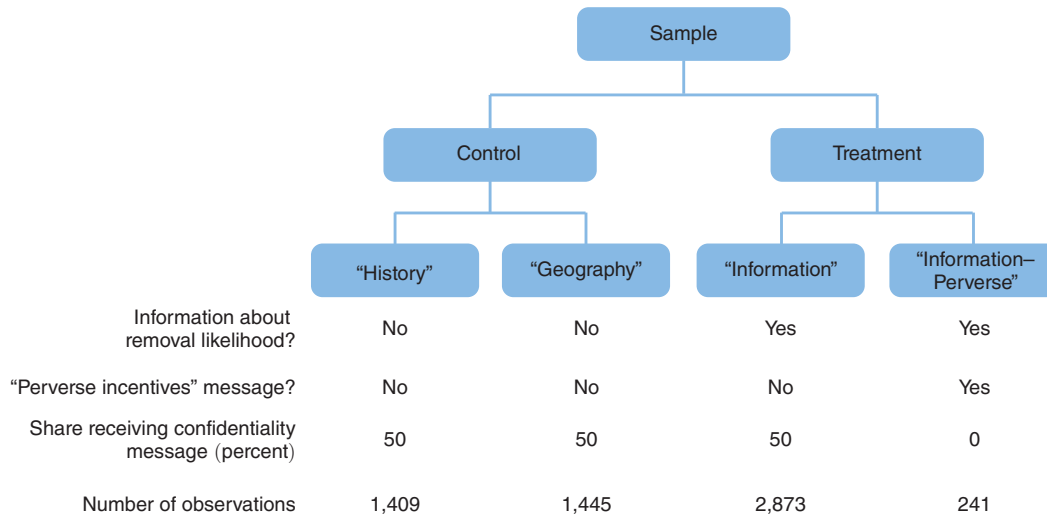 Sample
Control
Treatment
“History”
“Geography”
“Information”
“Information–
Perverse”
Information about
removal likelihood?
No
No
Yes
Yes
“Perverse incentives” message?
No
No
No
Yes
Share receiving confidentiality
message (percent)
50
50
50
0
Number of observations
1,409
1,445
2,873
241